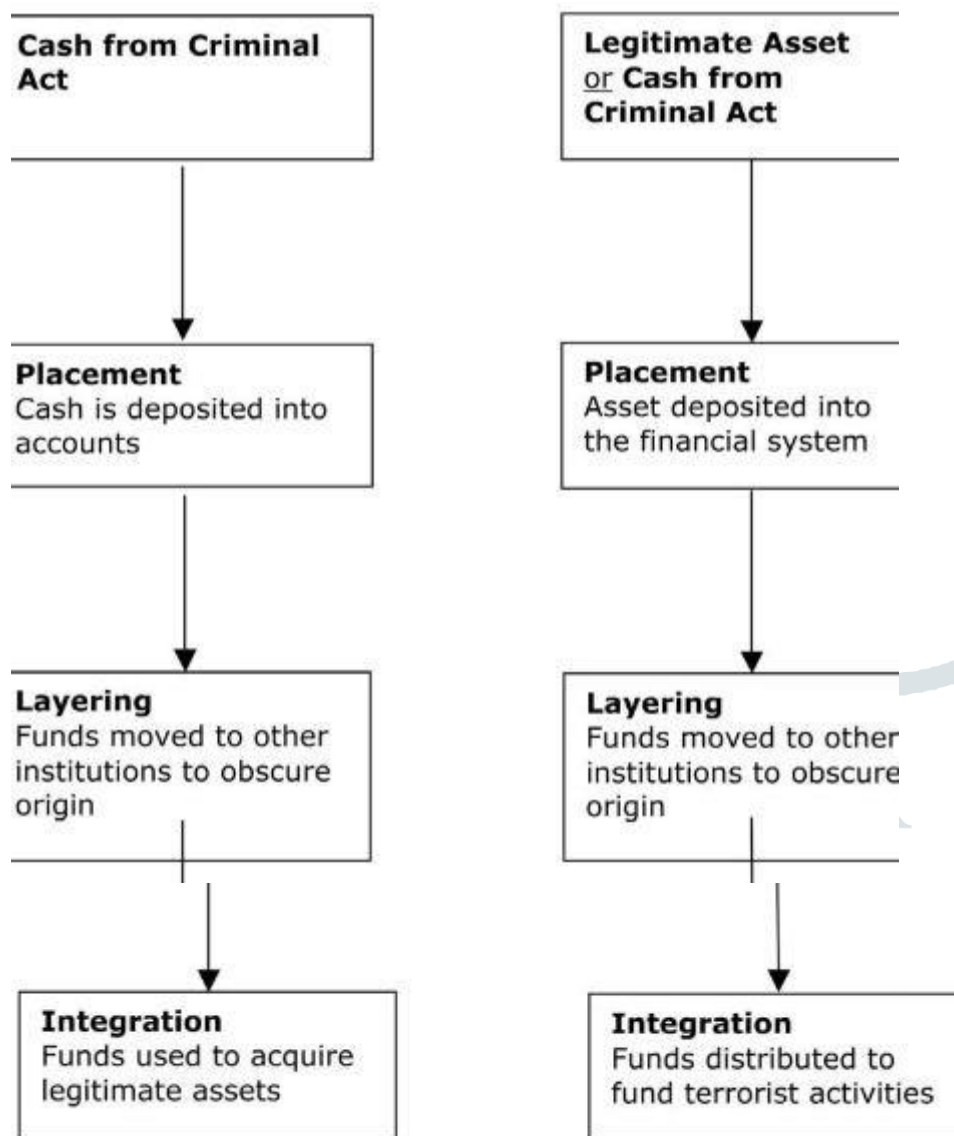 Cash from Criminal
Act
Legitimate Asset
or Cash from
Criminal Act
Placement
Cash is deposited into
accounts
Placement
Asset deposited into
the financial system
Layering
Funds moved to other
institutions to obscure
origin
Layering
Funds moved to other
institutions to obscure
origin
Integration
Funds used to acquire
legitimate assets
Integration
Funds distributed to
fund terrorist activities